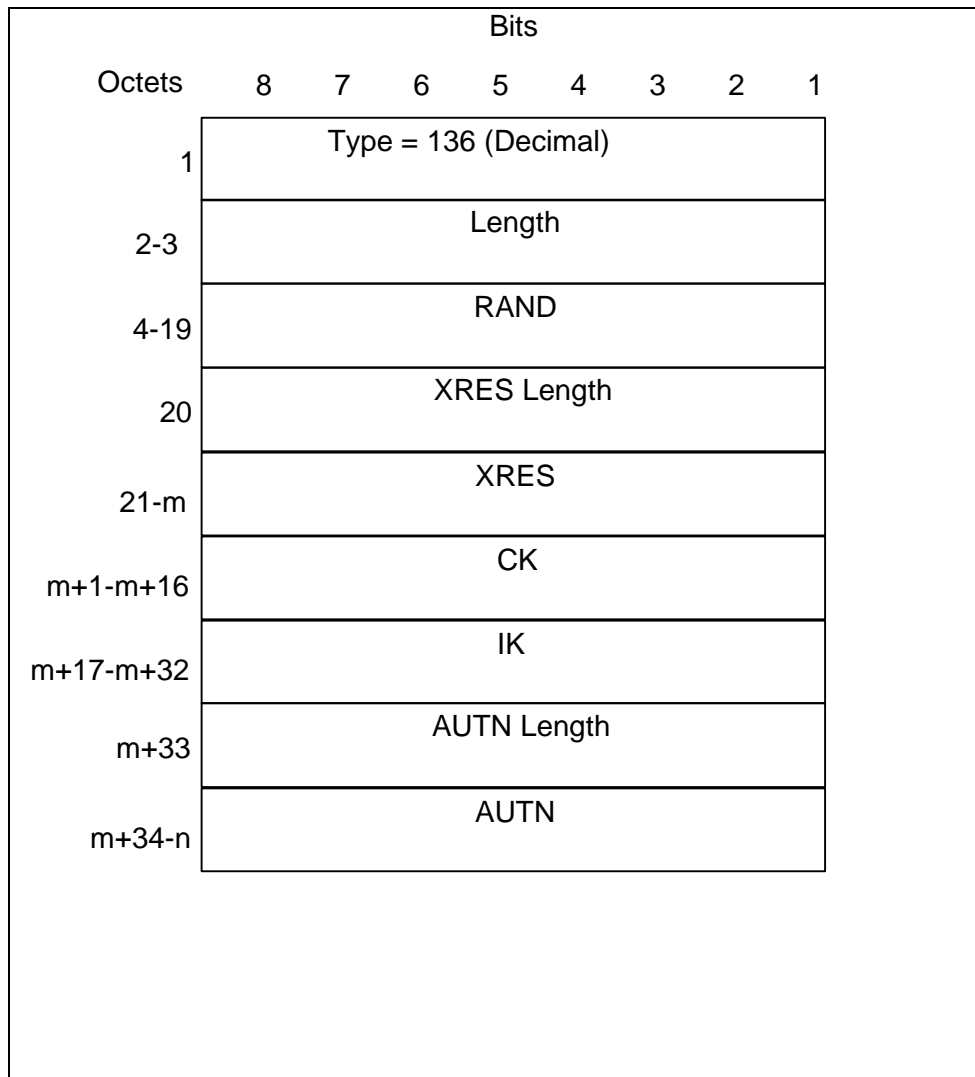 Bits
Octets 8 7 6 5 4 3 2 1
1 Type = 136 (Decimal)
2-3 Length
4-19 RAND
20 XRES Length
21-m XRES
m+1-m+16 CK
m+17-m+32 IK
m+33 AUTN Length
m+34-n AUTN